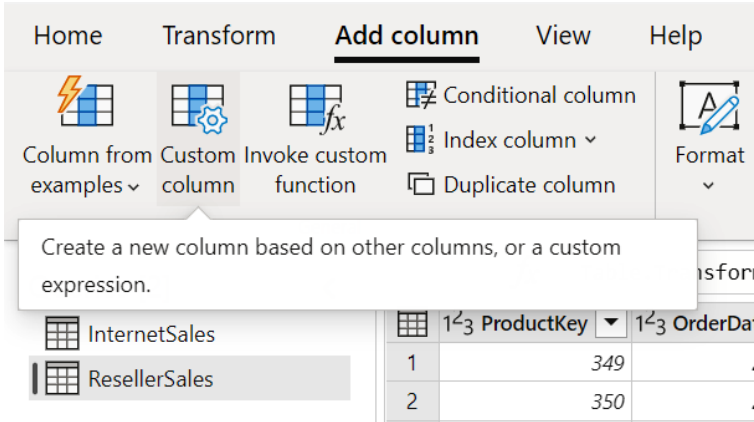 Home Transform Add column View Help
Column from examples
Custom column
Invoke custom function
Conditional column
Index column
Duplicate column
Format
Create a new column based on other columns, or a custom
expression.
InternetSales
ResellerSales
123 ProductKey
1 349
2 350